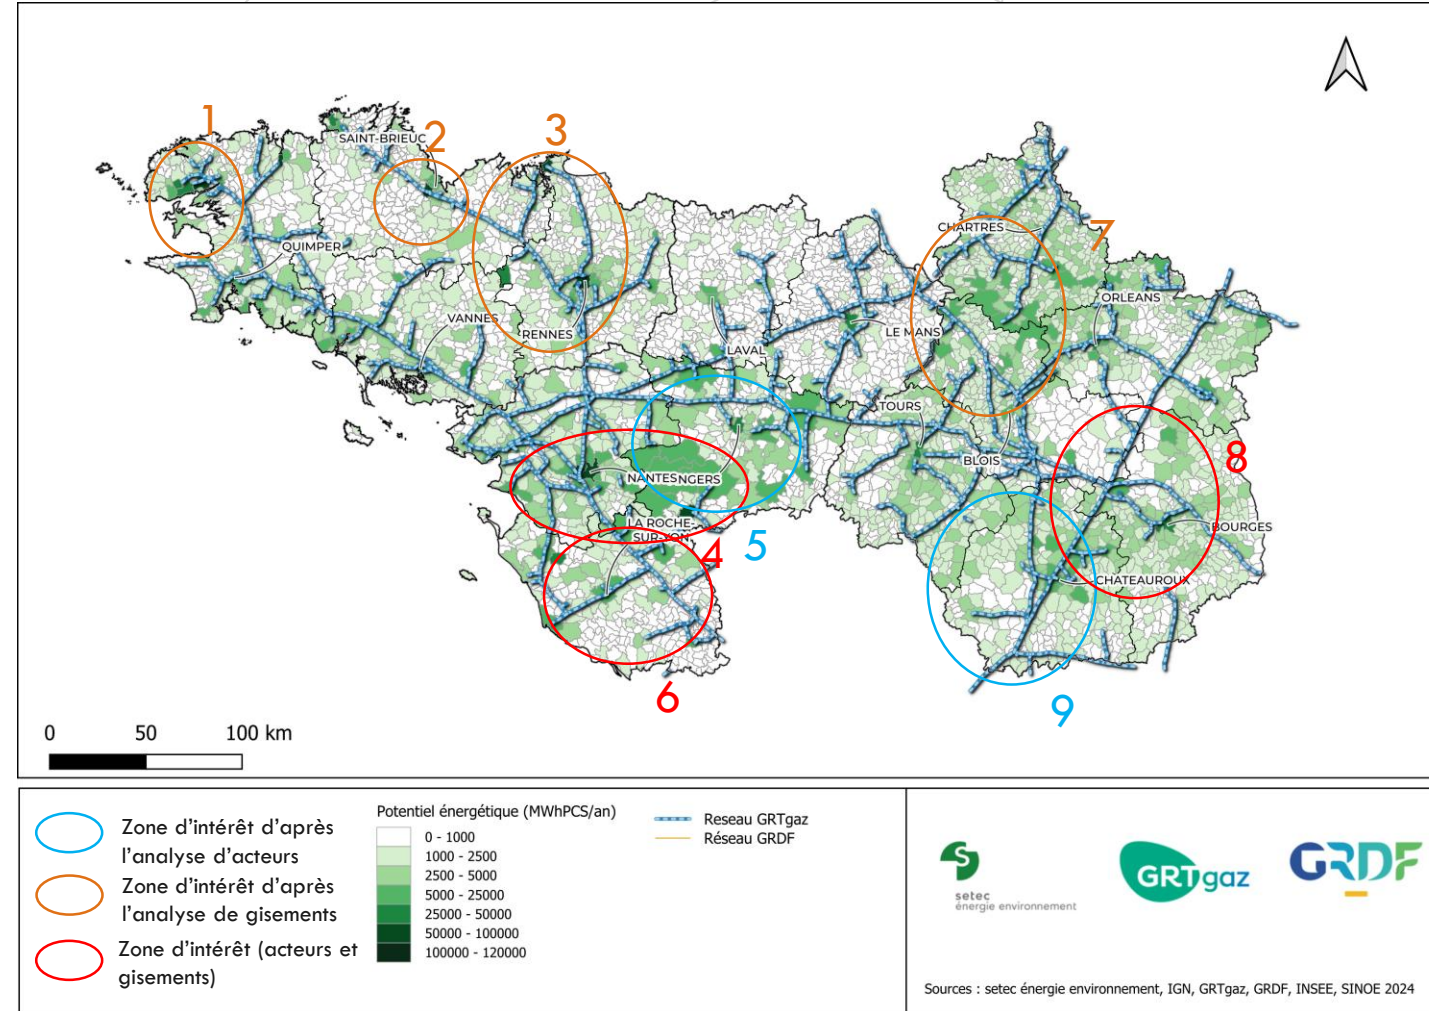 1
2
3
SAINT-BRIEUC
QUIMPER
VANNES
RENNES
LAVAL
LE MANS
CHARTRES
7
ORLEANS
TOURS
BLOIS
8
BOURGES
NANTES
NGERS
LA ROCHE-
SUR-YON
4
5
CHATEAUROUX
6
9
0 50 100 km
Zone d'intérêt d'après
l'analyse d'acteurs
Zone d'intérêt d'après
l'analyse de gisements
Zone d'intérêt (acteurs et
gisements)
Potentiel énergétique (MWhPCS/an)
0 - 1000
1000 - 2500
2500 - 5000
5000 - 25000
25000 - 50000
50000 - 100000
100000 - 120000
Reseau GRTgaz
Réseau GRDF
setec
énergie environnement
GRTgaz
GRDF
Sources : setec énergie environnement, IGN, GRTgaz, GRDF, INSEE, SINOE 2024